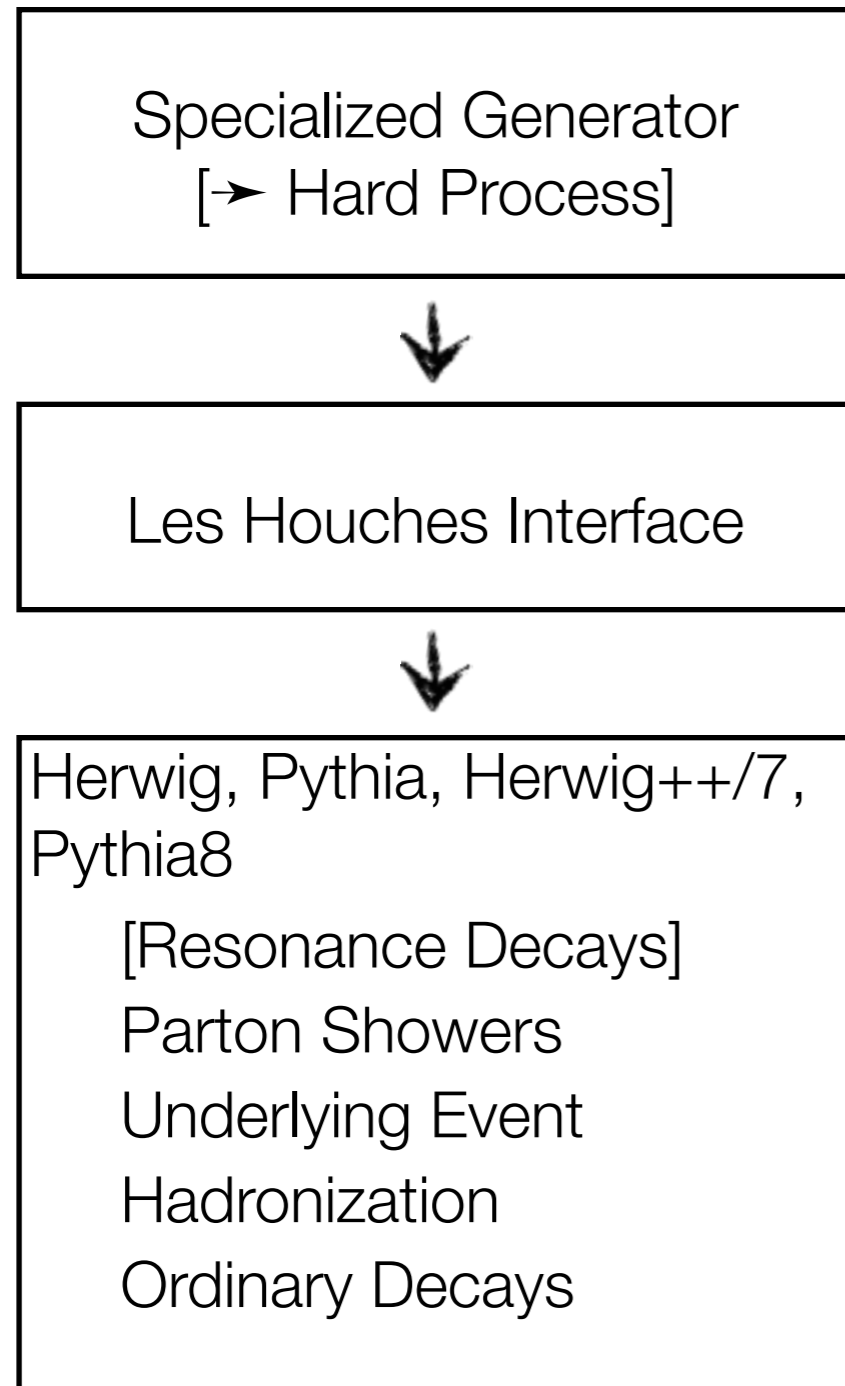 Specialized Generator
[➛ Hard Process]
Les Houches Interface
Herwig, Pythia, Herwig++/7,
Pythia8
[Resonance Decays]
Parton Showers
Underlying Event
Hadronization
Ordinary Decays